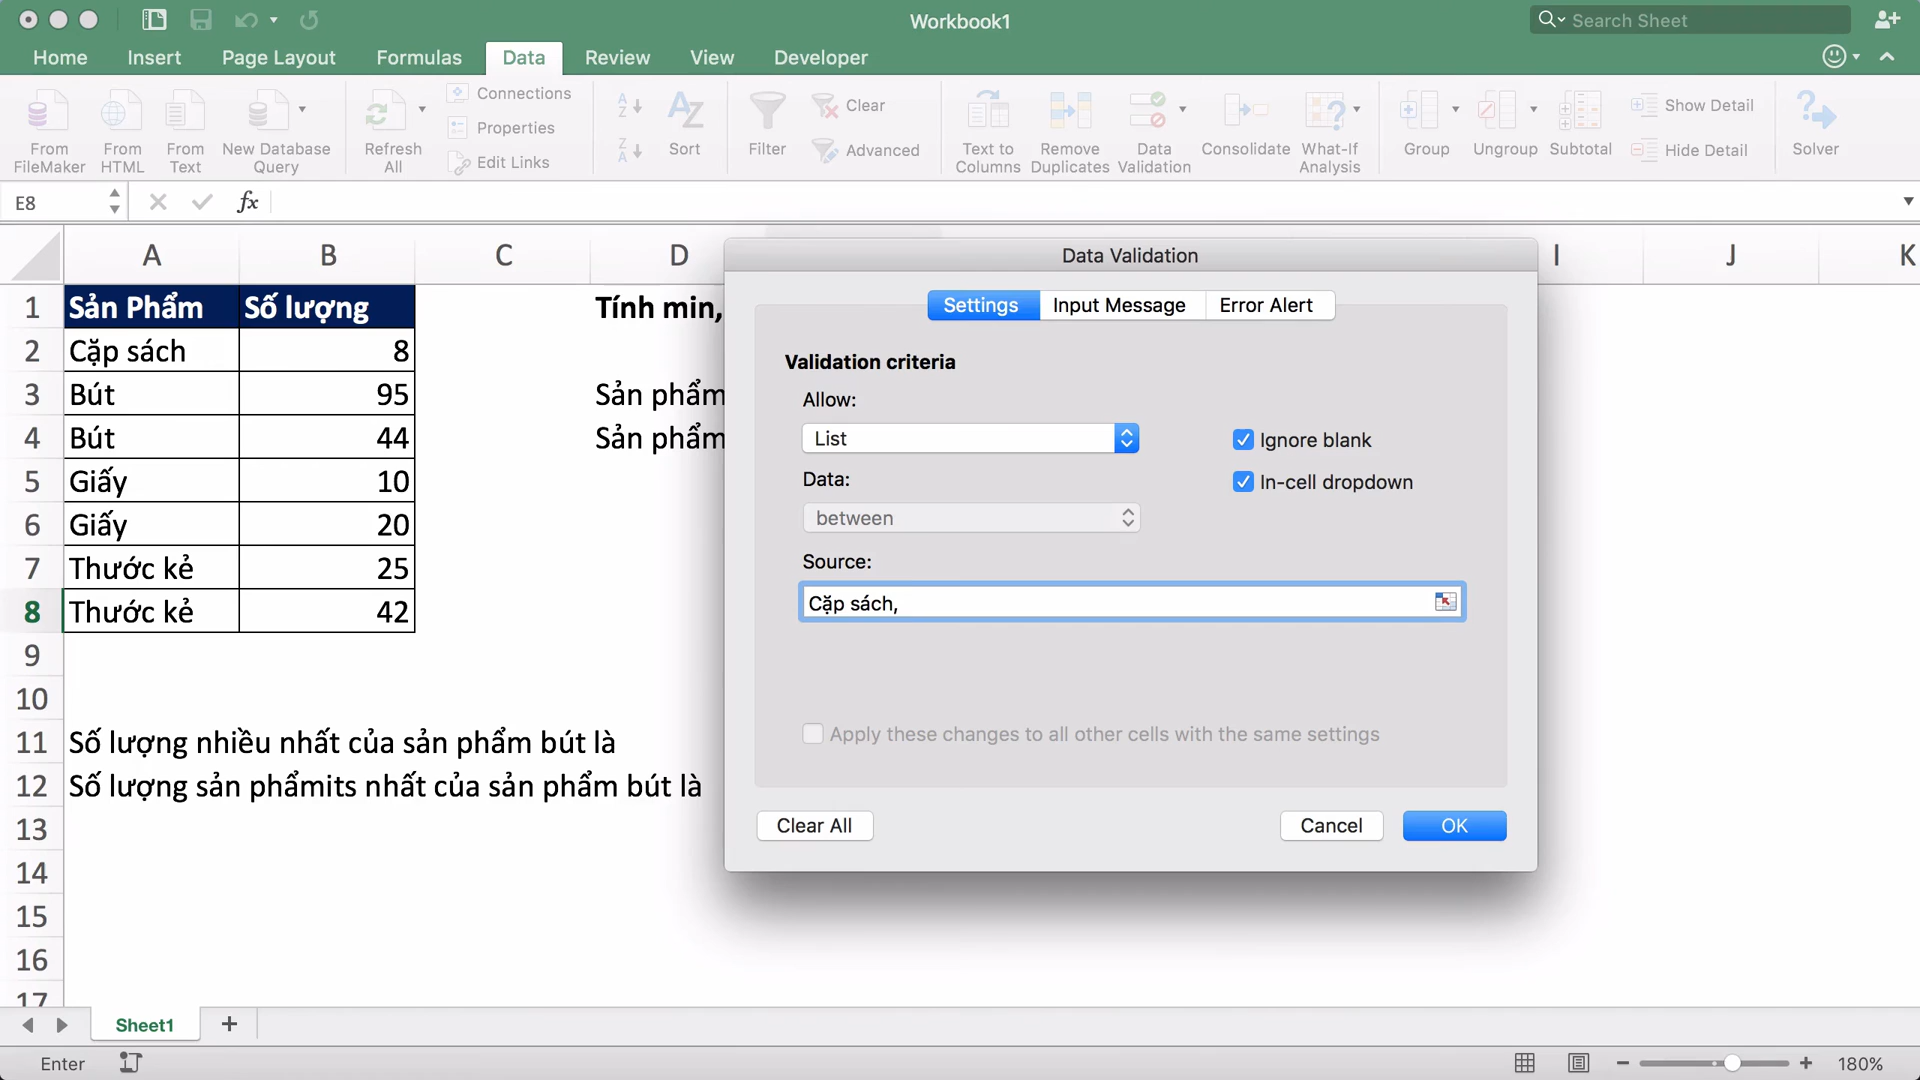 Workbook1
Search Sheet
Home Insert Page Layout Formulas Data Review View Developer
From FileMaker
From HTML
From Text
New Database Query
Refresh All
Connections
Properties
Edit Links
Sort
Filter
Clear
Advanced
Text to Columns
Remove Duplicates
Data Validation
Consolidate
What-If Analysis
Group
Ungroup
Subtotal
Show Detail
Hide Detail
Solver
E8 fx
A B C D I J K
1 Sản Phẩm Số lượng Tính min,
2 Cặp sách 8
3 Bút 95 Sản phẩm
4 Bút 44 Sản phẩm
5 Giấy 10
6 Giấy 20
7 Thước kẻ 25
8 Thước kẻ 42
9
10
11 Số lượng nhiều nhất của sản phẩm bút là
12 Số lượng sản phẩmits nhất của sản phẩm bút là
13
14
15
16
17
Data Validation
Settings Input Message Error Alert
Validation criteria
Allow:
List
Ignore blank
Data:
In-cell dropdown
between
Source:
Cặp sách,
Apply these changes to all other cells with the same settings
Clear All Cancel OK
Sheet1 +
Enter 180%